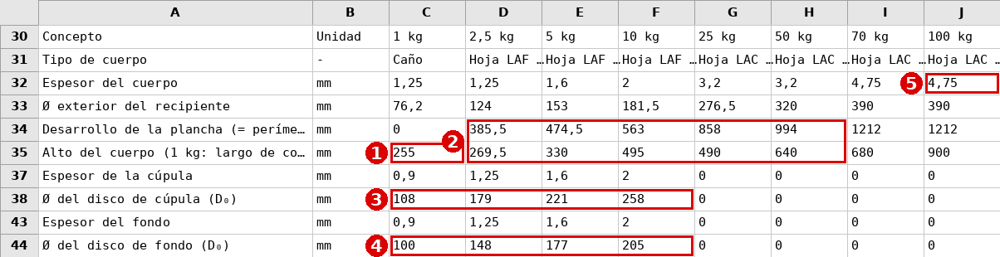 A B C D E F G H I J
30 Concepto Unidad 1 kg 2,5 kg 5 kg 10 kg 25 kg 50 kg 70 kg 100 kg
31 Tipo de cuerpo - Caño Hoja LAF … Hoja LAF … Hoja LAF … Hoja LAC … Hoja LAC … Hoja LAC … Hoja LAC …
32 Espesor del cuerpo mm 1,25 1,25 1,6 2 3,2 3,2 4,75 5 4,75
33 Ø exterior del recipiente mm 76,2 124 153 181,5 276,5 320 390 390
34 Desarrollo de la plancha (= períme… mm 0 2 385,5 474,5 563 858 994 1212 1212
35 Alto del cuerpo (1 kg: largo de co… mm 1 255 269,5 330 495 490 640 680 900
37 Espesor de la cúpula mm 0,9 1,25 1,6 2 0 0 0 0
38 Ø del disco de cúpula (D₀) mm 3 108 179 221 258 0 0 0 0
43 Espesor del fondo mm 0,9 1,25 1,6 2 0 0 0 0
44 Ø del disco de fondo (D₀) mm 4 100 148 177 205 0 0 0 0